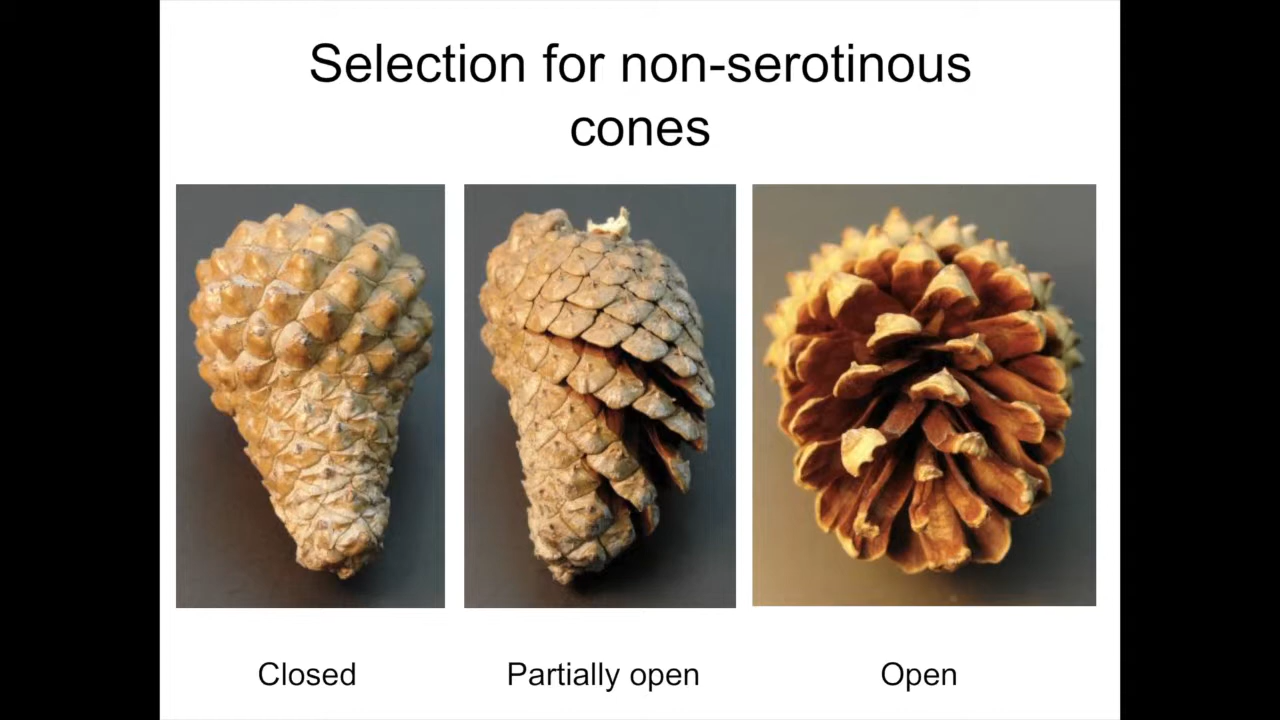 Selection for non-serotinous
cones
Closed
Partially open
Open